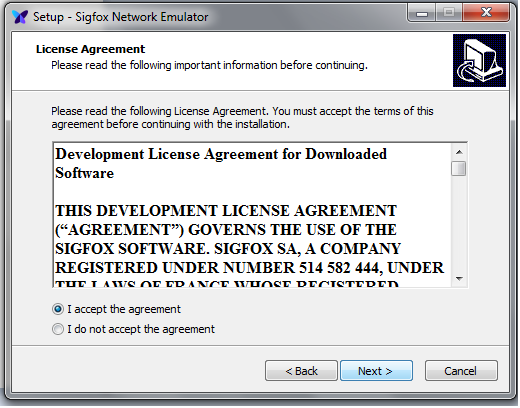 Setup - Sigfox Network Emulator
License Agreement
Please read the following important information before continuing.
Please read the following License Agreement. You must accept the terms of this
agreement before continuing with the installation.
Development License Agreement for Downloaded
Software
THIS DEVELOPMENT LICENSE AGREEMENT
(“AGREEMENT”) GOVERNS THE USE OF THE
SIGFOX SOFTWARE. SIGFOX SA, A COMPANY
REGISTERED UNDER NUMBER 514 582 444, UNDER
THE LAWS OF FRANCE WHOSE REGISTERED
I accept the agreement
I do not accept the agreement
< Back
Next >
Cancel